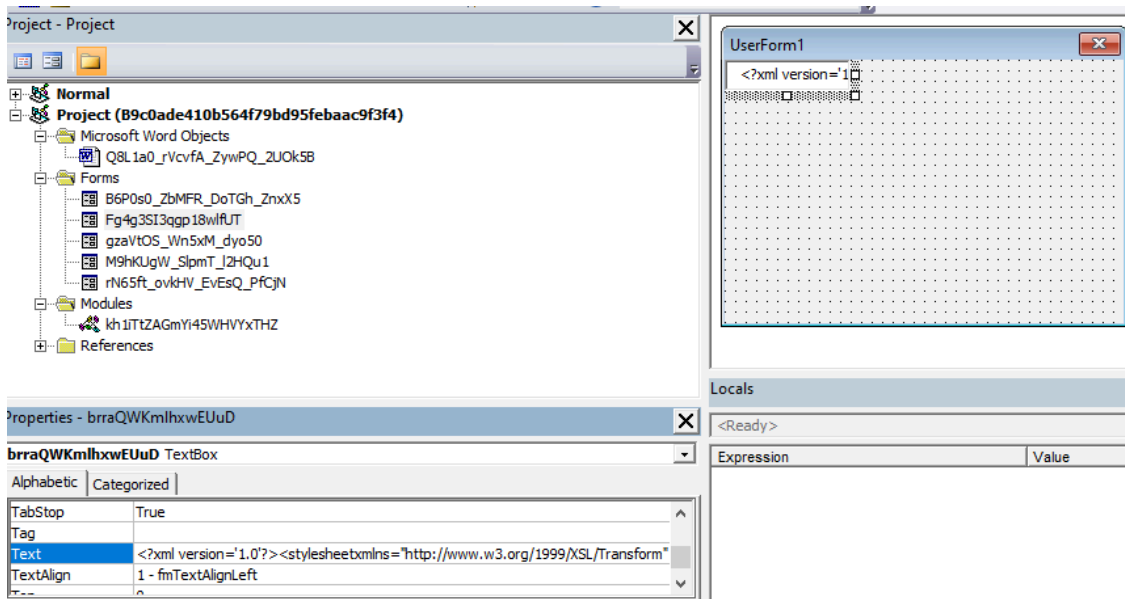 Project - Project
Normal
Project (B9c0ade410b564f79bd95febaac9f3f4)
Microsoft Word Objects
Q8L1a0_rVcvfA_ZywPQ_2UOk5B
Forms
B6P0s0_ZbMFR_DoTGh_ZnxX5
Fg4g3SI3qgp18wlfUT
gzaVtOS_Wn5xM_dyo50
M9hKUgW_SlpmT_l2HQu1
rN65ft_ovkHV_EvEsQ_PfCjN
Modules
kh1iTtZAGmYi45WHVYxTHZ
References
Properties - brraQWKmlhxwEUuD
brraQWKmlhxwEUuD TextBox
Alphabetic Categorized
TabStop True
Tag
Text <?xml version='1.0'?><stylesheetxmlns="http://www.w3.org/1999/XSL/Transform"
TextAlign 1 - fmTextAlignLeft
UserForm1
<?xml version='1
Locals
<Ready>
Expression Value